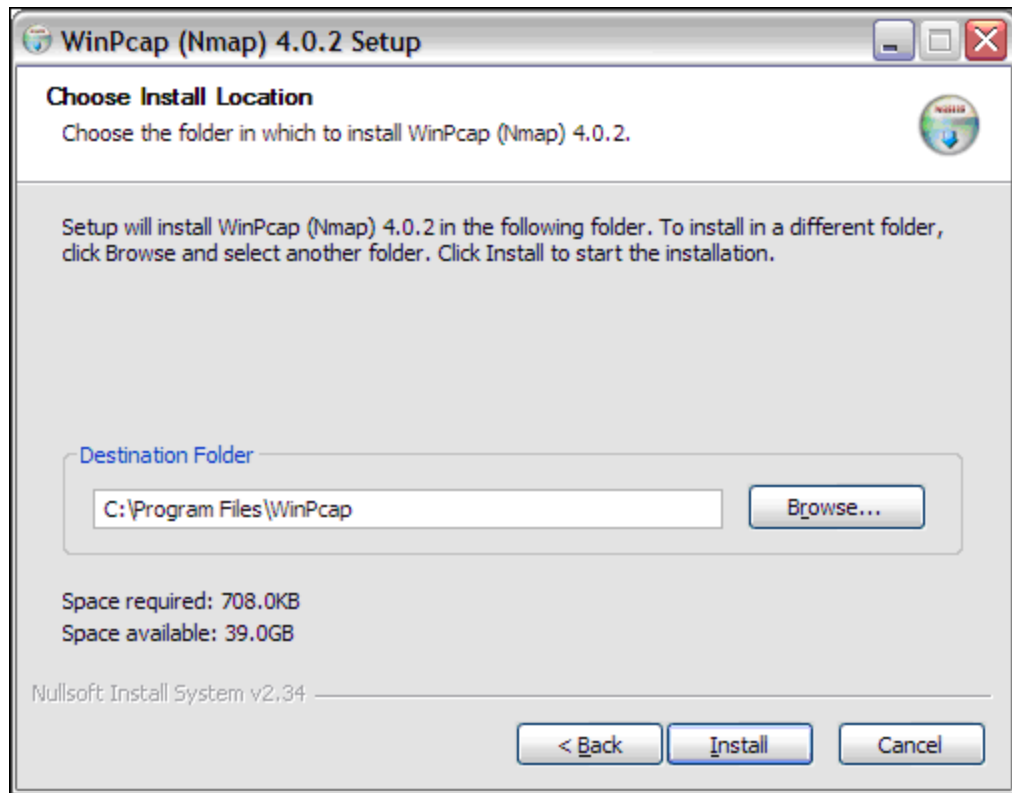 WinPcap (Nmap) 4.0.2 Setup
Choose Install Location
Choose the folder in which to install WinPcap (Nmap) 4.0.2.
Setup will install WinPcap (Nmap) 4.0.2 in the following folder. To install in a different folder,
click Browse and select another folder. Click Install to start the installation.
Destination Folder
C:\Program Files\WinPcap
Browse...
Space required: 708.0KB
Space available: 39.0GB
Nullsoft Install System v2.34
< Back
Install
Cancel